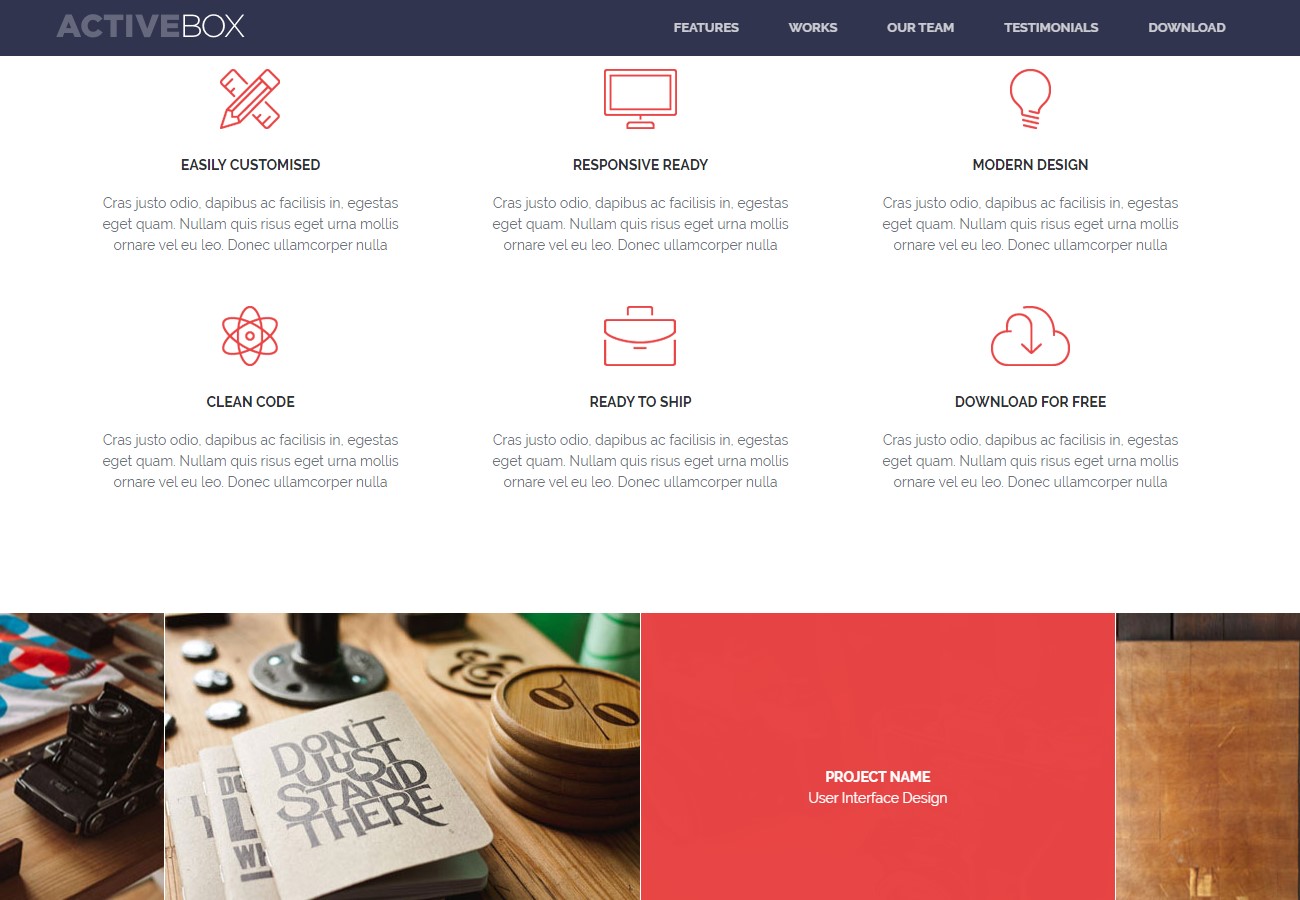 ACTIVEBOX
FEATURES WORKS OUR TEAM TESTIMONIALS DOWNLOAD
EASILY CUSTOMISED
Cras justo odio, dapibus ac facilisis in, egestas
eget quam. Nullam quis risus eget urna mollis
ornare vel eu leo. Donec ullamcorper nulla
RESPONSIVE READY
Cras justo odio, dapibus ac facilisis in, egestas
eget quam. Nullam quis risus eget urna mollis
ornare vel eu leo. Donec ullamcorper nulla
MODERN DESIGN
Cras justo odio, dapibus ac facilisis in, egestas
eget quam. Nullam quis risus eget urna mollis
ornare vel eu leo. Donec ullamcorper nulla
CLEAN CODE
Cras justo odio, dapibus ac facilisis in, egestas
eget quam. Nullam quis risus eget urna mollis
ornare vel eu leo. Donec ullamcorper nulla
READY TO SHIP
Cras justo odio, dapibus ac facilisis in, egestas
eget quam. Nullam quis risus eget urna mollis
ornare vel eu leo. Donec ullamcorper nulla
DOWNLOAD FOR FREE
Cras justo odio, dapibus ac facilisis in, egestas
eget quam. Nullam quis risus eget urna mollis
ornare vel eu leo. Donec ullamcorper nulla
&
%
DON'T
JUST
STAND
THERE
PROJECT NAME
User Interface Design